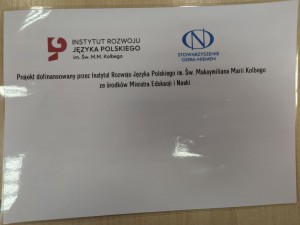 INSTYTUT ROZWOJU
JĘZYKA POLSKIEGO
im. Św. M.M. Kolbego
STOWARZYSZENIE
ODRA-NIEMEN
Projekt dofinansowany przez Instytut Rozwoju Języka Polskiego im. Św. Maksymiliana Marii Kolbego
ze środków Ministra Edukacji i Nauki